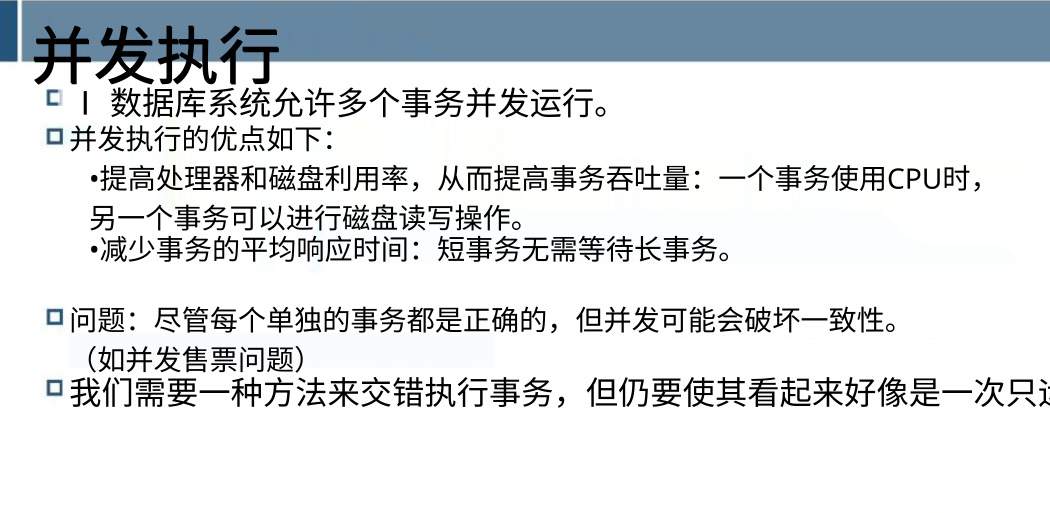 并发执行
l 数据库系统允许多个事务并发运行。
并发执行的优点如下：
•提高处理器和磁盘利用率，从而提高事务吞吐量：一个事务使用CPU时，
另一个事务可以进行磁盘读写操作。
•减少事务的平均响应时间：短事务无需等待长事务。
问题：尽管每个单独的事务都是正确的，但并发可能会破坏一致性。
（如并发售票问题）
我们需要一种方法来交错执行事务，但仍要使其看起来好像是一次只